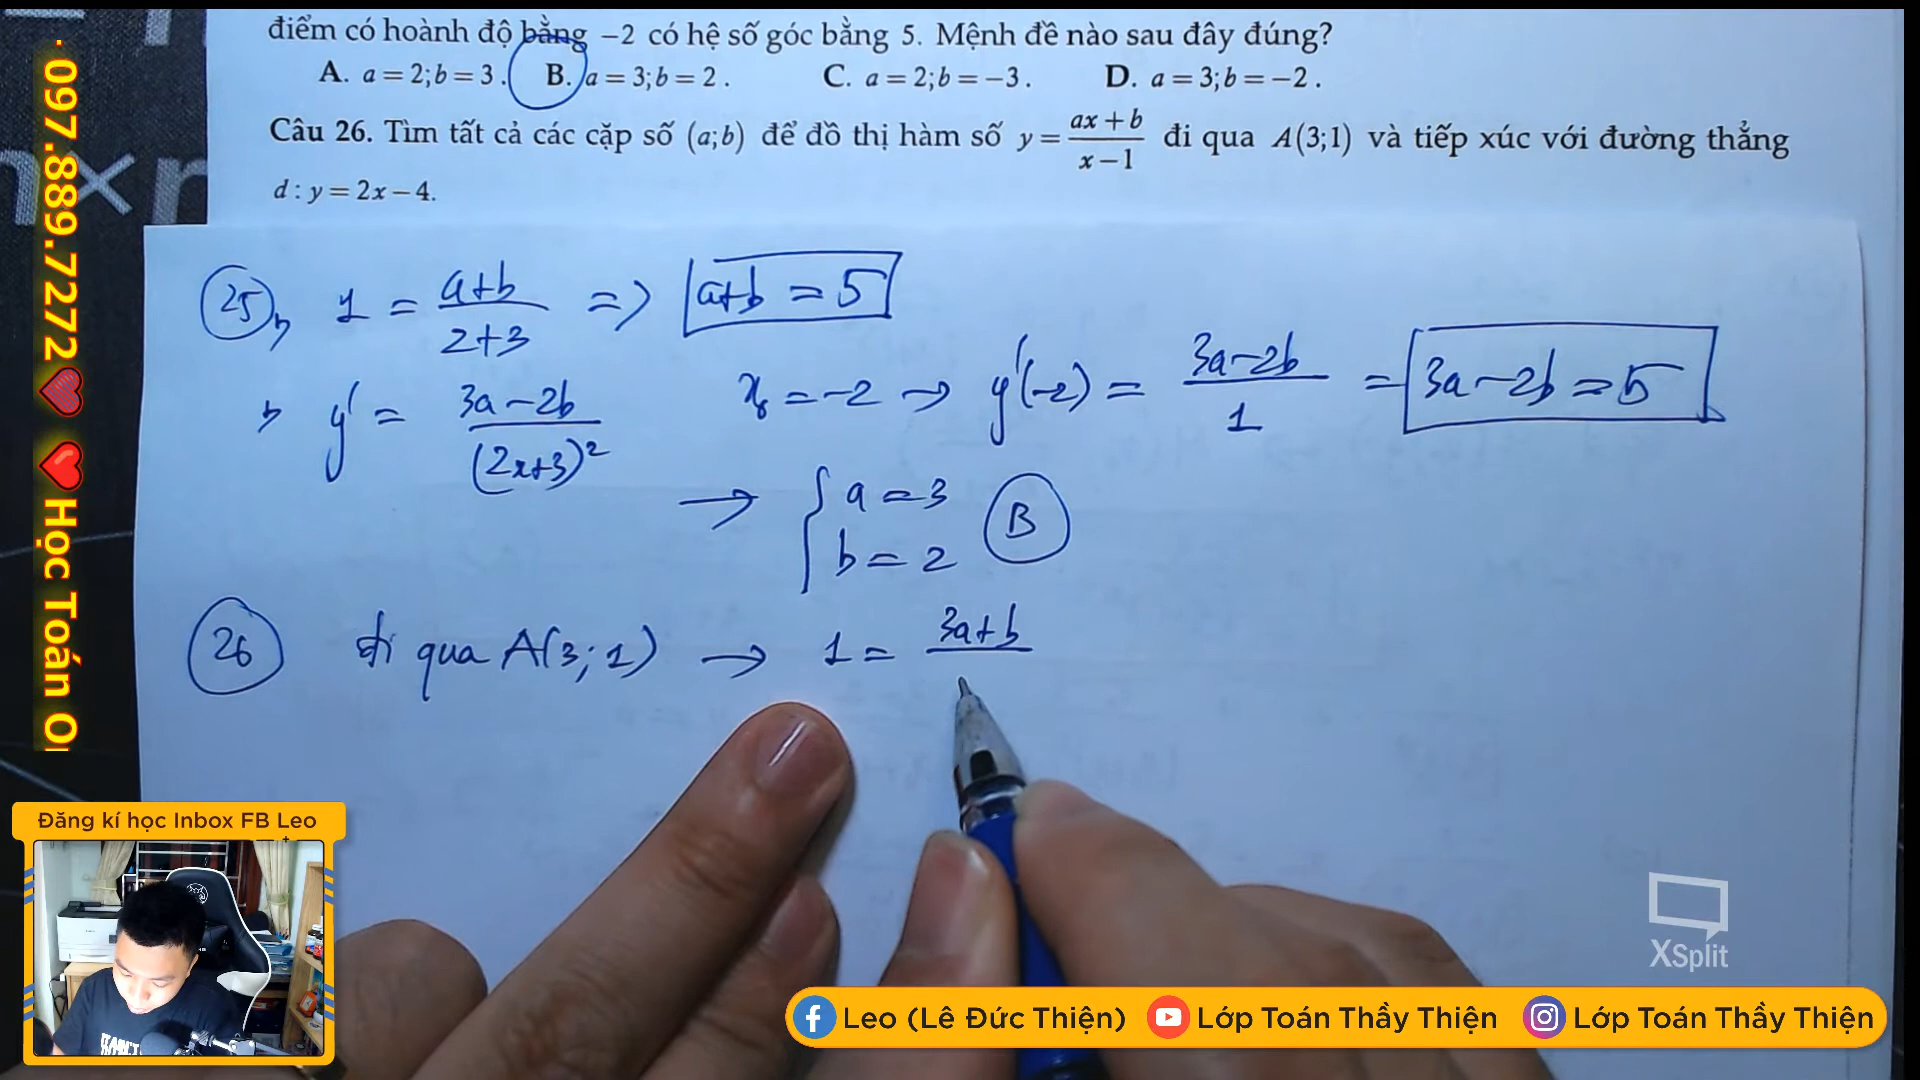 điểm có hoành độ bằng −2 có hệ số góc bằng 5. Mệnh đề nào sau đây đúng?
A. a = 2; b = 3. B. a = 3; b = 2. C. a = 2; b = −3. D. a = 3; b = −2.
Câu 26. Tìm tất cả các cặp số (a;b) để đồ thị hàm số y = (ax + b)/(x − 1) đi qua A(3;1) và tiếp xúc với đường thẳng
d : y = 2x − 4.
25, 1 = (a+b)/(2+3) => a+b = 5
y' = (3a−2b)/(2x+3)² x₀ = −2 → y'(−2) = (3a−2b)/1 = 3a−2b = 5
→ { a = 3
b = 2 B
26 đi qua A(3; 1) → 1 = 3a+b
097.889.7272 Học Toán
Đăng kí học Inbox FB Leo
XSplit
Leo (Lê Đức Thiện) Lớp Toán Thầy Thiện Lớp Toán Thầy Thiện